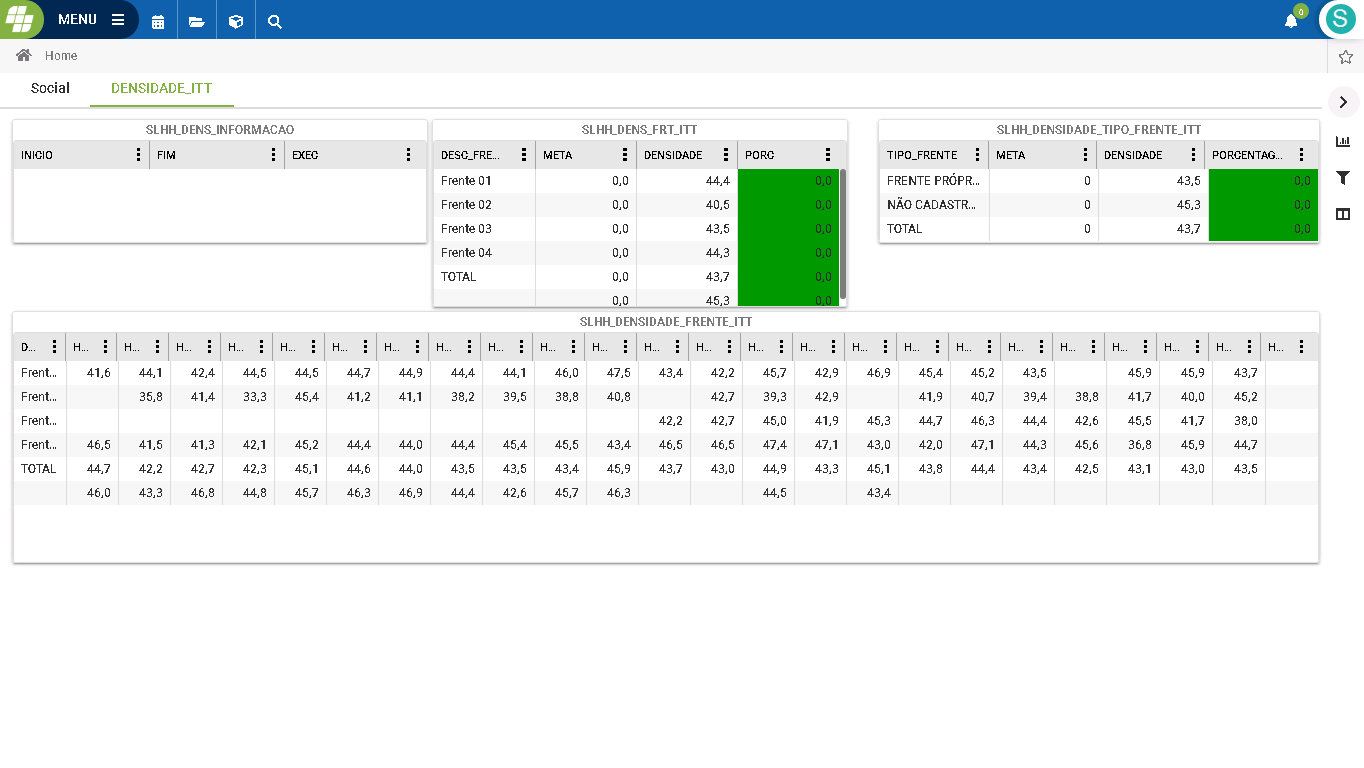 MENU
0
S
Home
Social DENSIDADE_ITT
SLHH_DENS_INFORMACAO
INICIO FIM EXEC
SLHH_DENS_FRT_ITT
DESC_FRE... META DENSIDADE PORC
Frente 01 0,0 44,4 0,0
Frente 02 0,0 40,5 0,0
Frente 03 0,0 43,5 0,0
Frente 04 0,0 44,3 0,0
TOTAL 0,0 43,7 0,0
0,0 45,3 0,0
SLHH_DENSIDADE_TIPO_FRENTE_ITT
TIPO_FRENTE META DENSIDADE PORCENTAG...
FRENTE PRÓPR... 0 43,5 0,0
NÃO CADASTR... 0 45,3 0,0
TOTAL 0 43,7 0,0
SLHH_DENSIDADE_FRENTE_ITT
D... H... H... H... H... H... H... H... H... H... H... H... H... H... H... H... H... H... H... H... H... H... H... H... H...
Frent... 41,6 44,1 42,4 44,5 44,5 44,7 44,9 44,4 44,1 46,0 47,5 43,4 42,2 45,7 42,9 46,9 45,4 45,2 43,5 45,9 45,9 43,7
Frent... 35,8 41,4 33,3 45,4 41,2 41,1 38,2 39,5 38,8 40,8 42,7 39,3 42,9 41,9 40,7 39,4 38,8 41,7 40,0 45,2
Frent... 42,2 42,7 45,0 41,9 45,3 44,7 46,3 44,4 42,6 45,5 41,7 38,0
Frent... 46,5 41,5 41,3 42,1 45,2 44,4 44,0 44,4 45,4 45,5 43,4 46,5 46,5 47,4 47,1 43,0 42,0 47,1 44,3 45,6 36,8 45,9 44,7
TOTAL 44,7 42,2 42,7 42,3 45,1 44,6 44,0 43,5 43,5 43,4 45,9 43,7 43,0 44,9 43,3 45,1 43,8 44,4 43,4 42,5 43,1 43,0 43,5
46,0 43,3 46,8 44,8 45,7 46,3 46,9 44,4 42,6 45,7 46,3 44,5 43,4